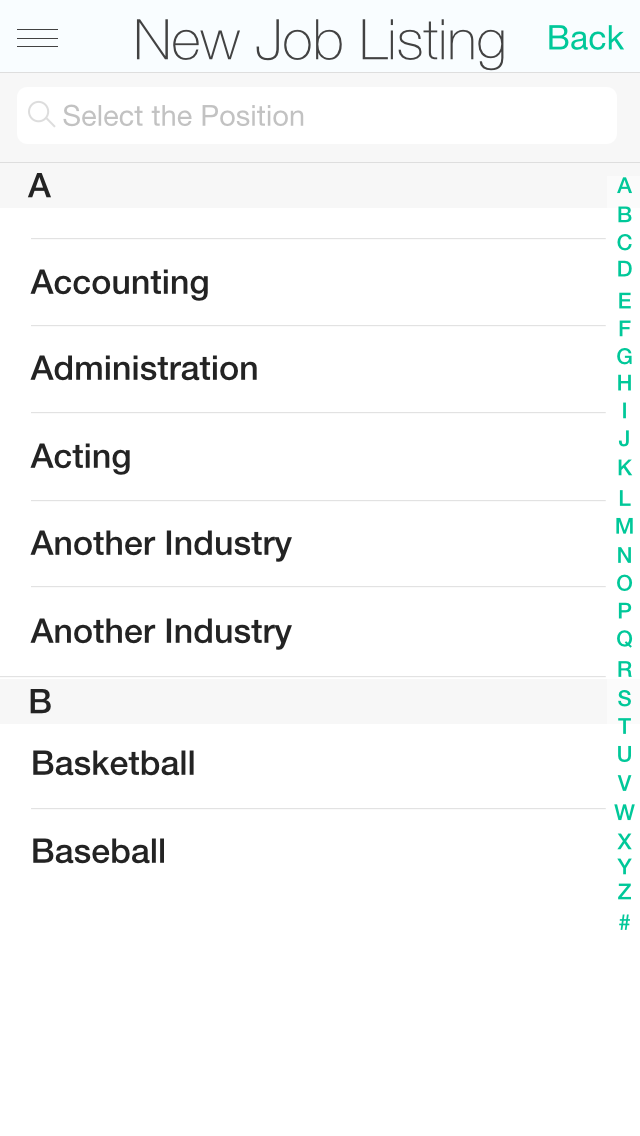 New Job Listing
Back
Select the Position
A
Accounting
Administration
Acting
Another Industry
Another Industry
B
Basketball
Baseball
A
B
C
D
E
F
G
H
I
J
K
L
M
N
O
P
Q
R
S
T
U
V
W
X
Y
Z
#